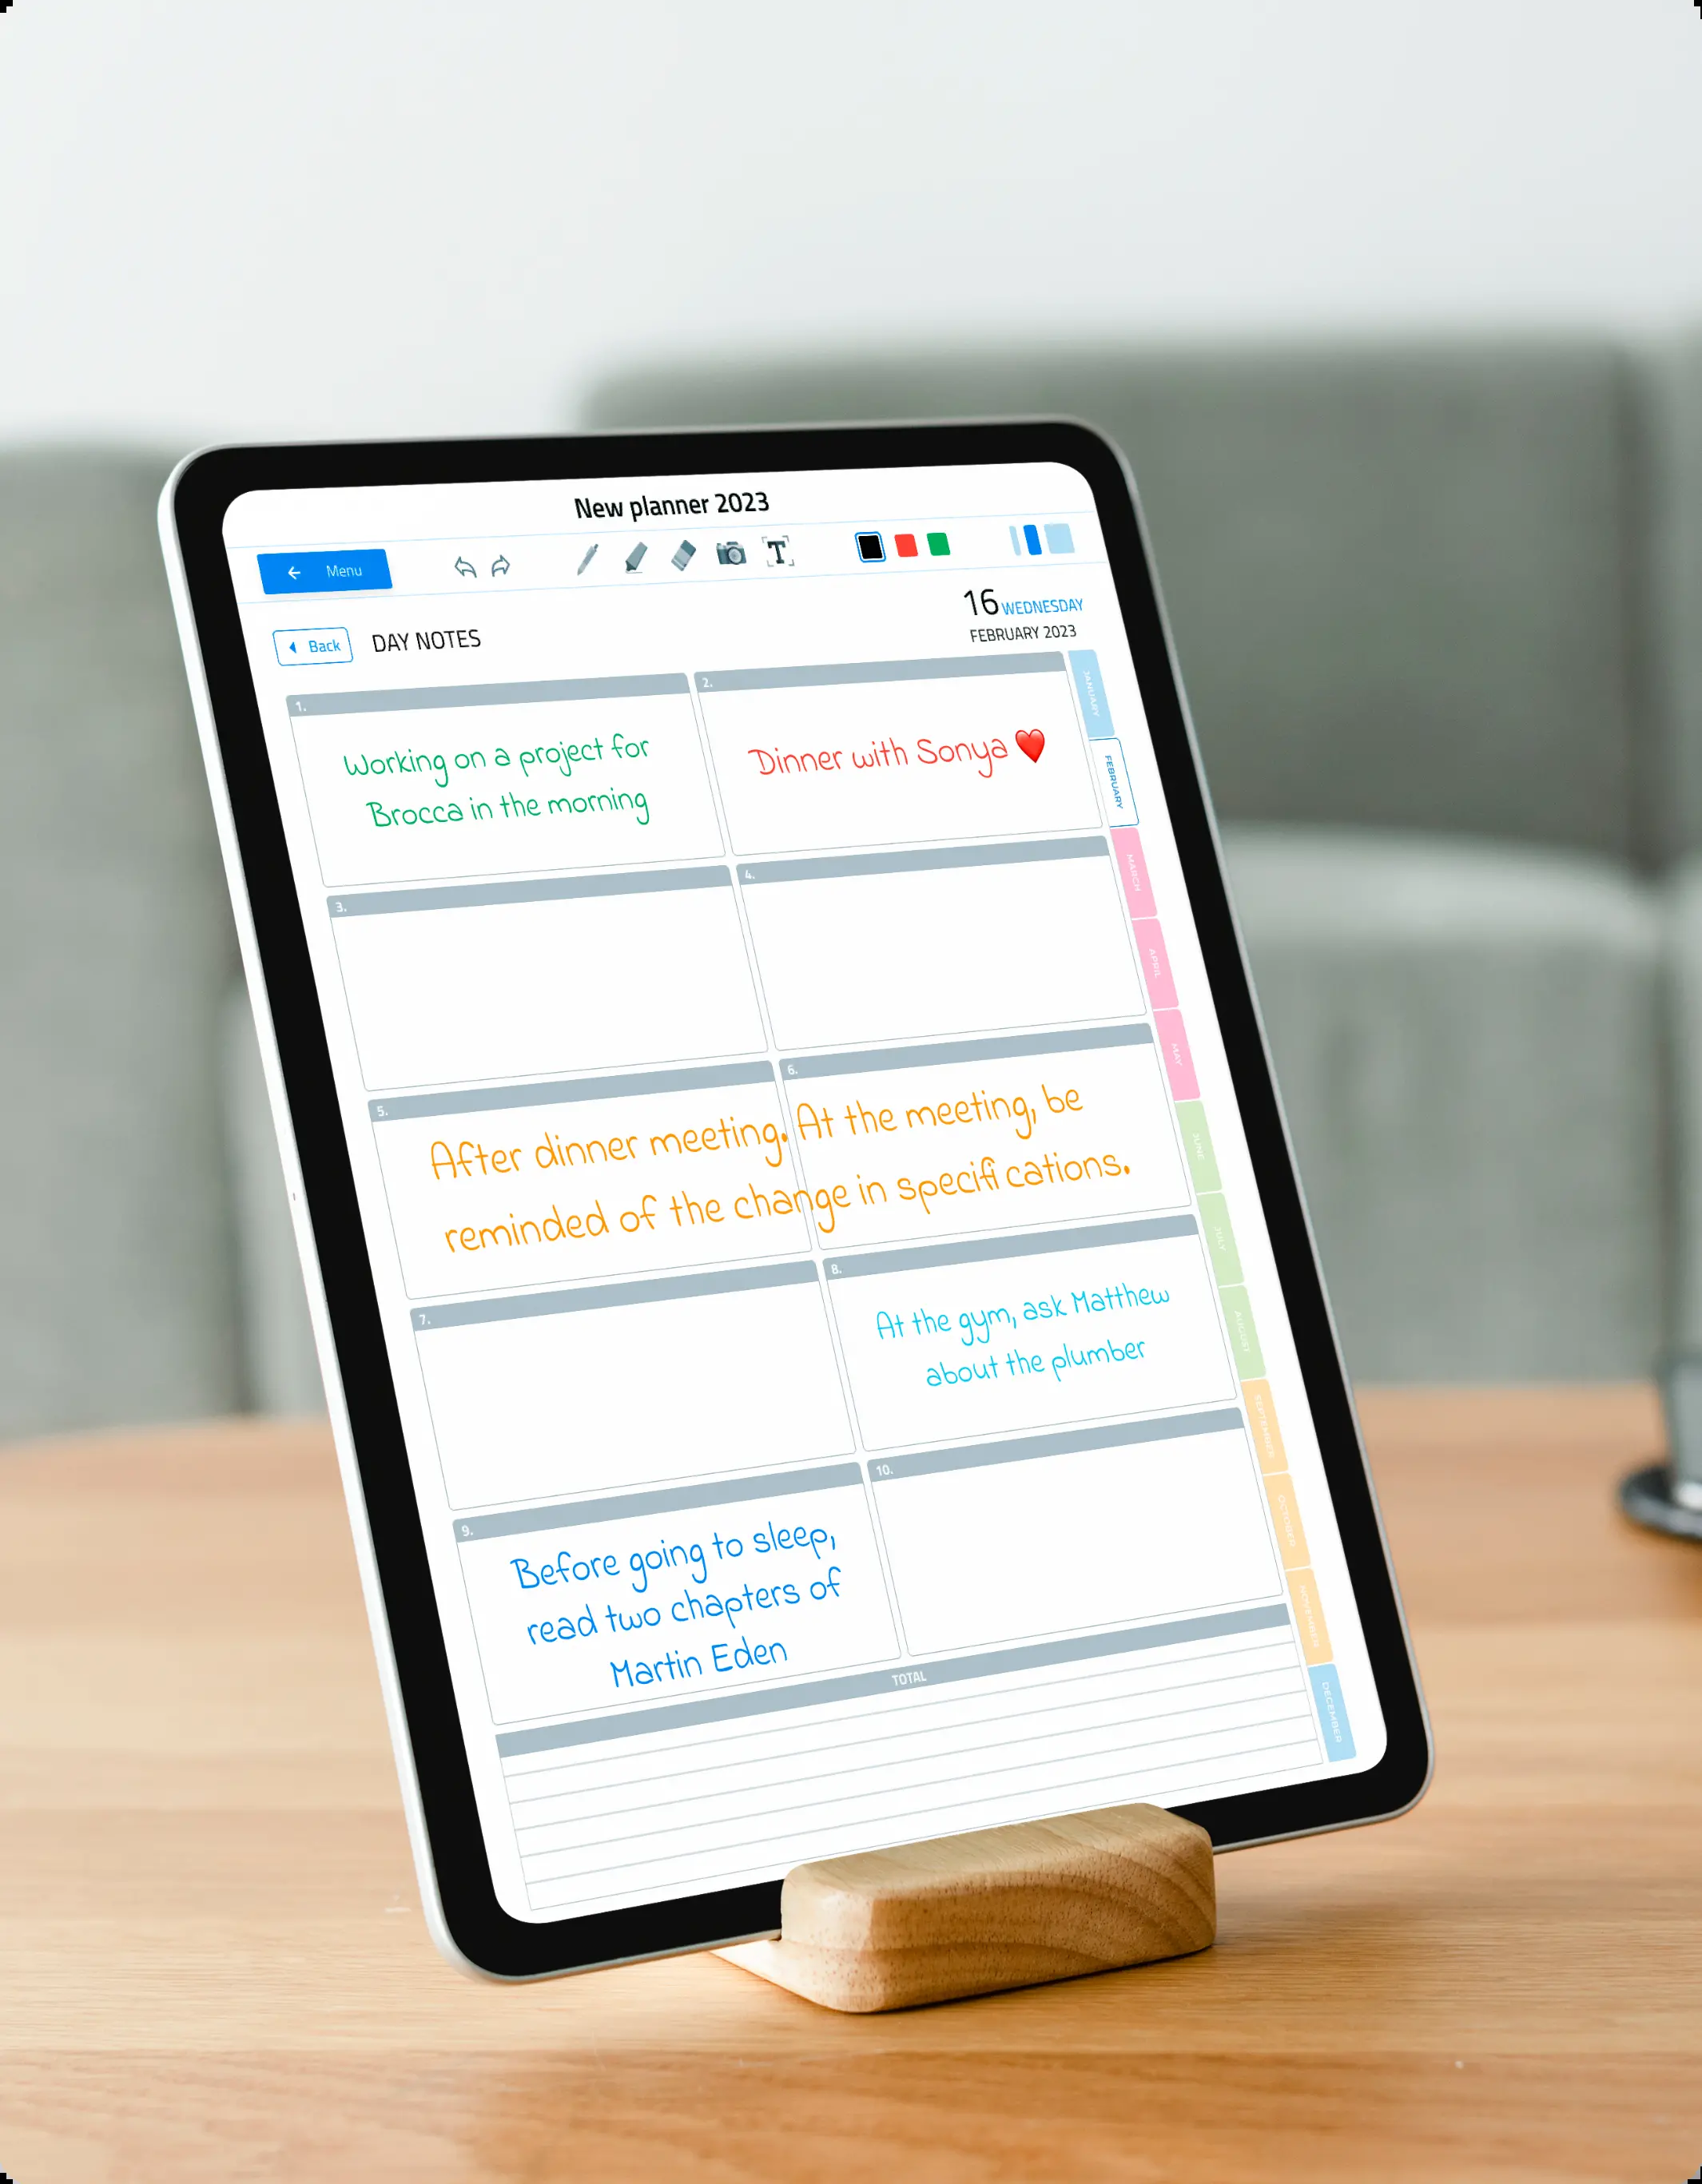 New planner 2023
Menu
Back
DAY NOTES
16 WEDNESDAY
FEBRUARY 2023
1.
Working on a project for
Brocca in the morning
2.
Dinner with Sonya ❤️
3.
4.
5.
6.
After dinner meeting. At the meeting, be
reminded of the change in specifications.
7.
8.
At the gym, ask Matthew
about the plumber
9.
Before going to sleep,
read two chapters of
Martin Eden
10.
TOTAL
JANUARY
FEBRUARY
MARCH
APRIL
MAY
JUNE
JULY
AUGUST
SEPTEMBER
OCTOBER
NOVEMBER
DECEMBER